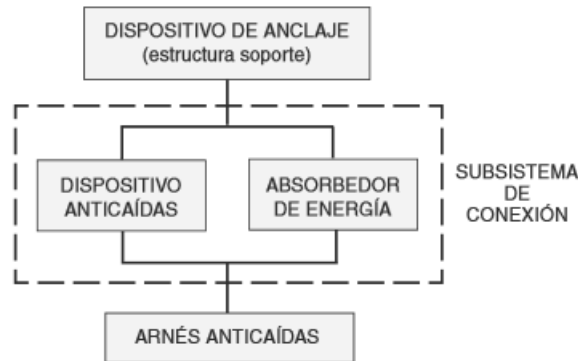 DISPOSITIVO DE ANCLAJE
(estructura soporte)
DISPOSITIVO
ANTICAÍDAS
ABSORBEDOR
DE ENERGÍA
SUBSISTEMA
DE
CONEXIÓN
ARNÉS ANTICAÍDAS